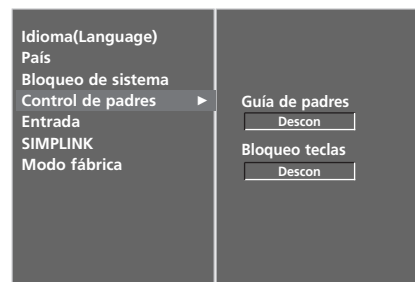 Idioma(Language)
País
Bloqueo de sistema
Control de padres ►
Entrada
SIMPLINK
Modo fábrica
Guía de padres
Descon
Bloqueo teclas
Descon